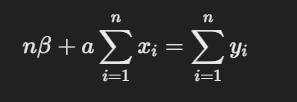 nβ + a ∑_{i=1}^{n} x_i = ∑_{i=1}^{n} y_i